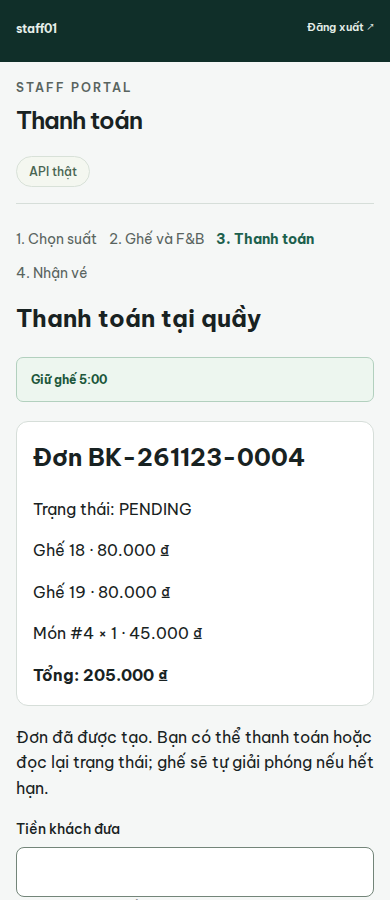 staff01
Đăng xuất ↗
STAFF PORTAL
Thanh toán
API thật
1. Chọn suất 2. Ghế và F&B 3. Thanh toán
4. Nhận vé
Thanh toán tại quầy
Giữ ghế 5:00
Đơn BK-261123-0004
Trạng thái: PENDING
Ghế 18 · 80.000 ₫
Ghế 19 · 80.000 ₫
Món #4 × 1 · 45.000 ₫
Tổng: 205.000 ₫
Đơn đã được tạo. Bạn có thể thanh toán hoặc
đọc lại trạng thái; ghế sẽ tự giải phóng nếu hết
hạn.
Tiền khách đưa